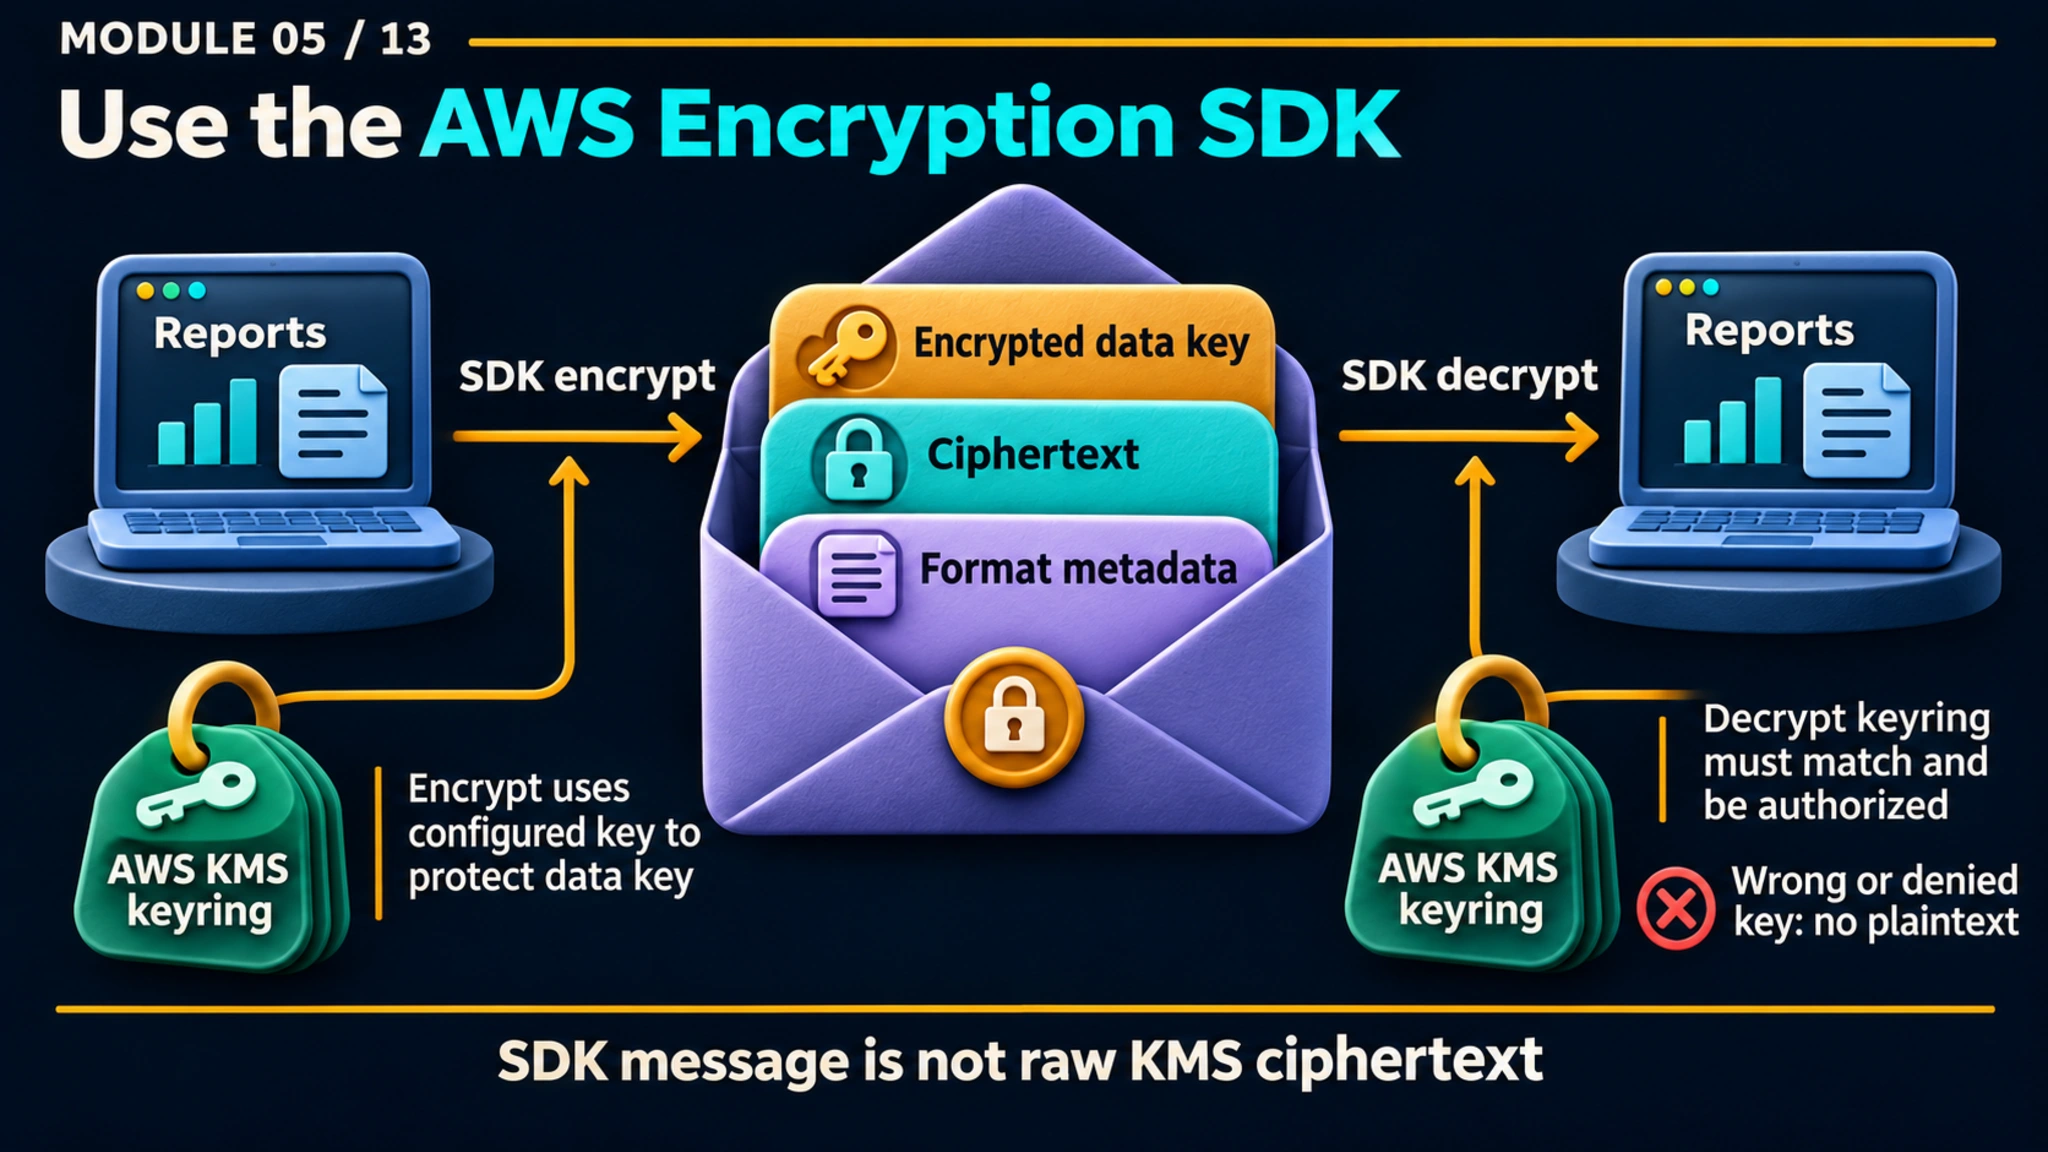 MODULE 05 / 13
Use the AWS Encryption SDK
Reports
SDK encrypt
Encrypted data key
Ciphertext
Format metadata
SDK decrypt
Reports
AWS KMS
keyring
Encrypt uses
configured key to
protect data key
AWS KMS
keyring
Decrypt keyring
must match and
be authorized
Wrong or denied
key: no plaintext
SDK message is not raw KMS ciphertext